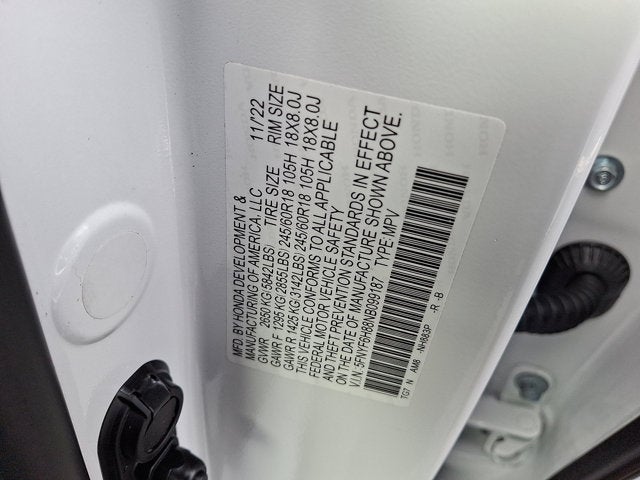 MFD. BY HONDA DEVELOPMENT &
MANUFACTURING OF AMERICA, LLC 11/22
GVWR 2650 KG(5842LBS) TIRE SIZE RIM SIZE
GAWR F 1295 KG(2855LBS) 245/60R18 105H 18X8.0J
GAWR R 1425 KG(3142LBS) 245/60R18 105H 18X8.0J
THIS VEHICLE CONFORMS TO ALL APPLICABLE
FEDERAL MOTOR VEHICLE SAFETY
AND THEFT PREVENTION STANDARDS IN EFFECT
ON THE DATE OF MANUFACTURE SHOWN ABOVE.
V.I.N. 5FNYF6H88NB099187 TYPE:MPV
TG7 N AM8 -NH883P -R -B